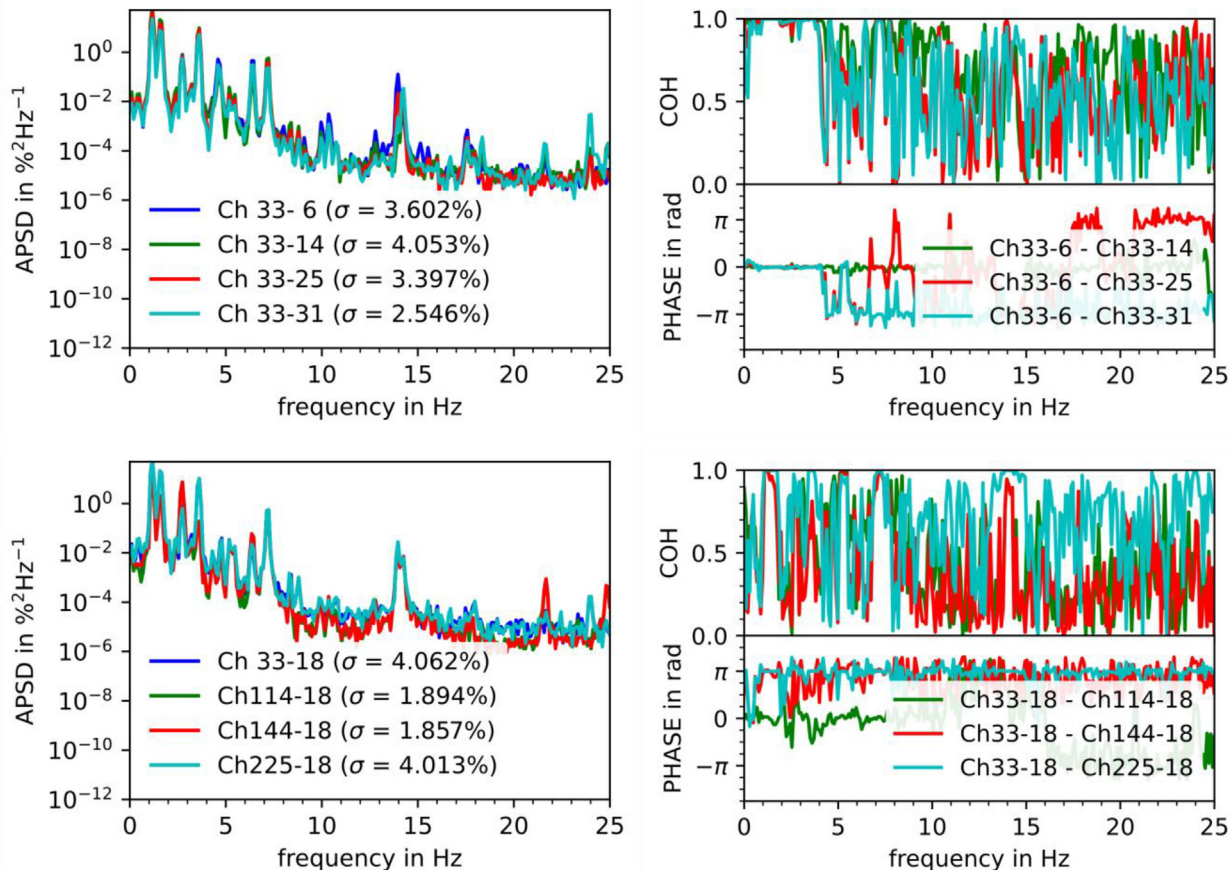 10⁰
10⁻²
10⁻⁴
10⁻⁶
10⁻⁸
10⁻¹⁰
10⁻¹²
APSD in %²Hz⁻¹
Ch 33- 6 (σ = 3.602%)
Ch 33-14 (σ = 4.053%)
Ch 33-25 (σ = 3.397%)
Ch 33-31 (σ = 2.546%)
0 5 10 15 20 25
frequency in Hz
1.0
0.5
0.0
COH
π
0
−π
PHASE in rad
Ch33-6 - Ch33-14
Ch33-6 - Ch33-25
Ch33-6 - Ch33-31
0 5 10 15 20 25
frequency in Hz
10⁰
10⁻²
10⁻⁴
10⁻⁶
10⁻⁸
10⁻¹⁰
10⁻¹²
APSD in %²Hz⁻¹
Ch 33-18 (σ = 4.062%)
Ch114-18 (σ = 1.894%)
Ch144-18 (σ = 1.857%)
Ch225-18 (σ = 4.013%)
0 5 10 15 20 25
frequency in Hz
1.0
0.5
0.0
COH
π
0
−π
PHASE in rad
Ch33-18 - Ch114-18
Ch33-18 - Ch144-18
Ch33-18 - Ch225-18
0 5 10 15 20 25
frequency in Hz